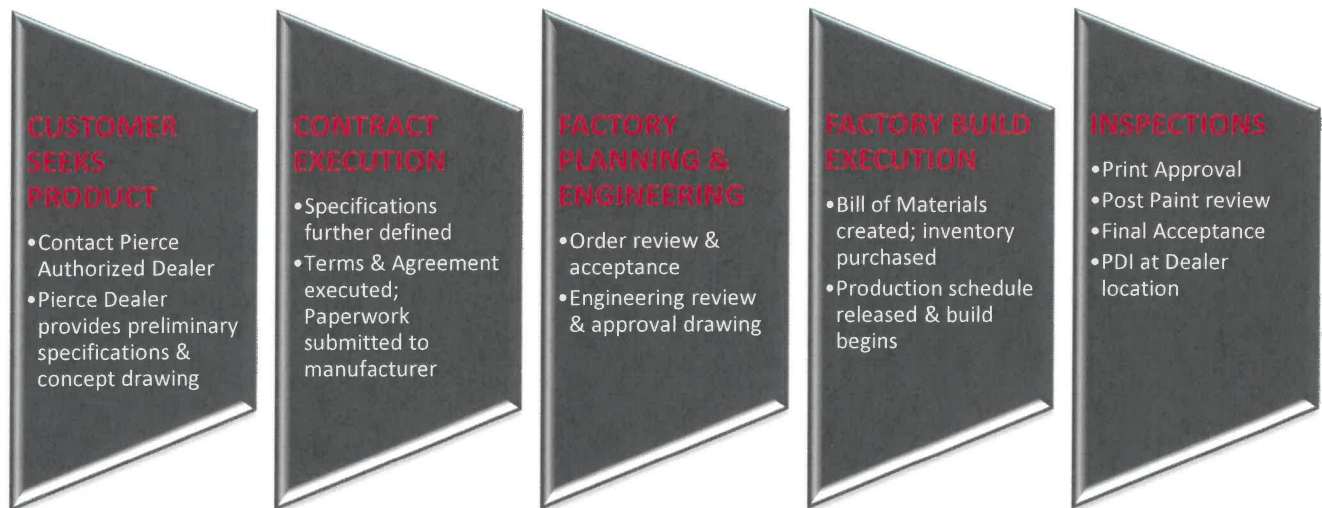 CUSTOMER
SEEKS
PRODUCT
•Contact Pierce
Authorized Dealer
•Pierce Dealer
provides preliminary
specifications &
concept drawing
CONTRACT
EXECUTION
•Specifications
further defined
•Terms & Agreement
executed;
Paperwork
submitted to
manufacturer
FACTORY
PLANNING &
ENGINEERING
•Order review &
acceptance
•Engineering review
& approval drawing
FACTORY BUILD
EXECUTION
•Bill of Materials
created; inventory
purchased
•Production schedule
released & build
begins
INSPECTIONS
•Print Approval
•Post Paint review
•Final Acceptance
•PDI at Dealer
location